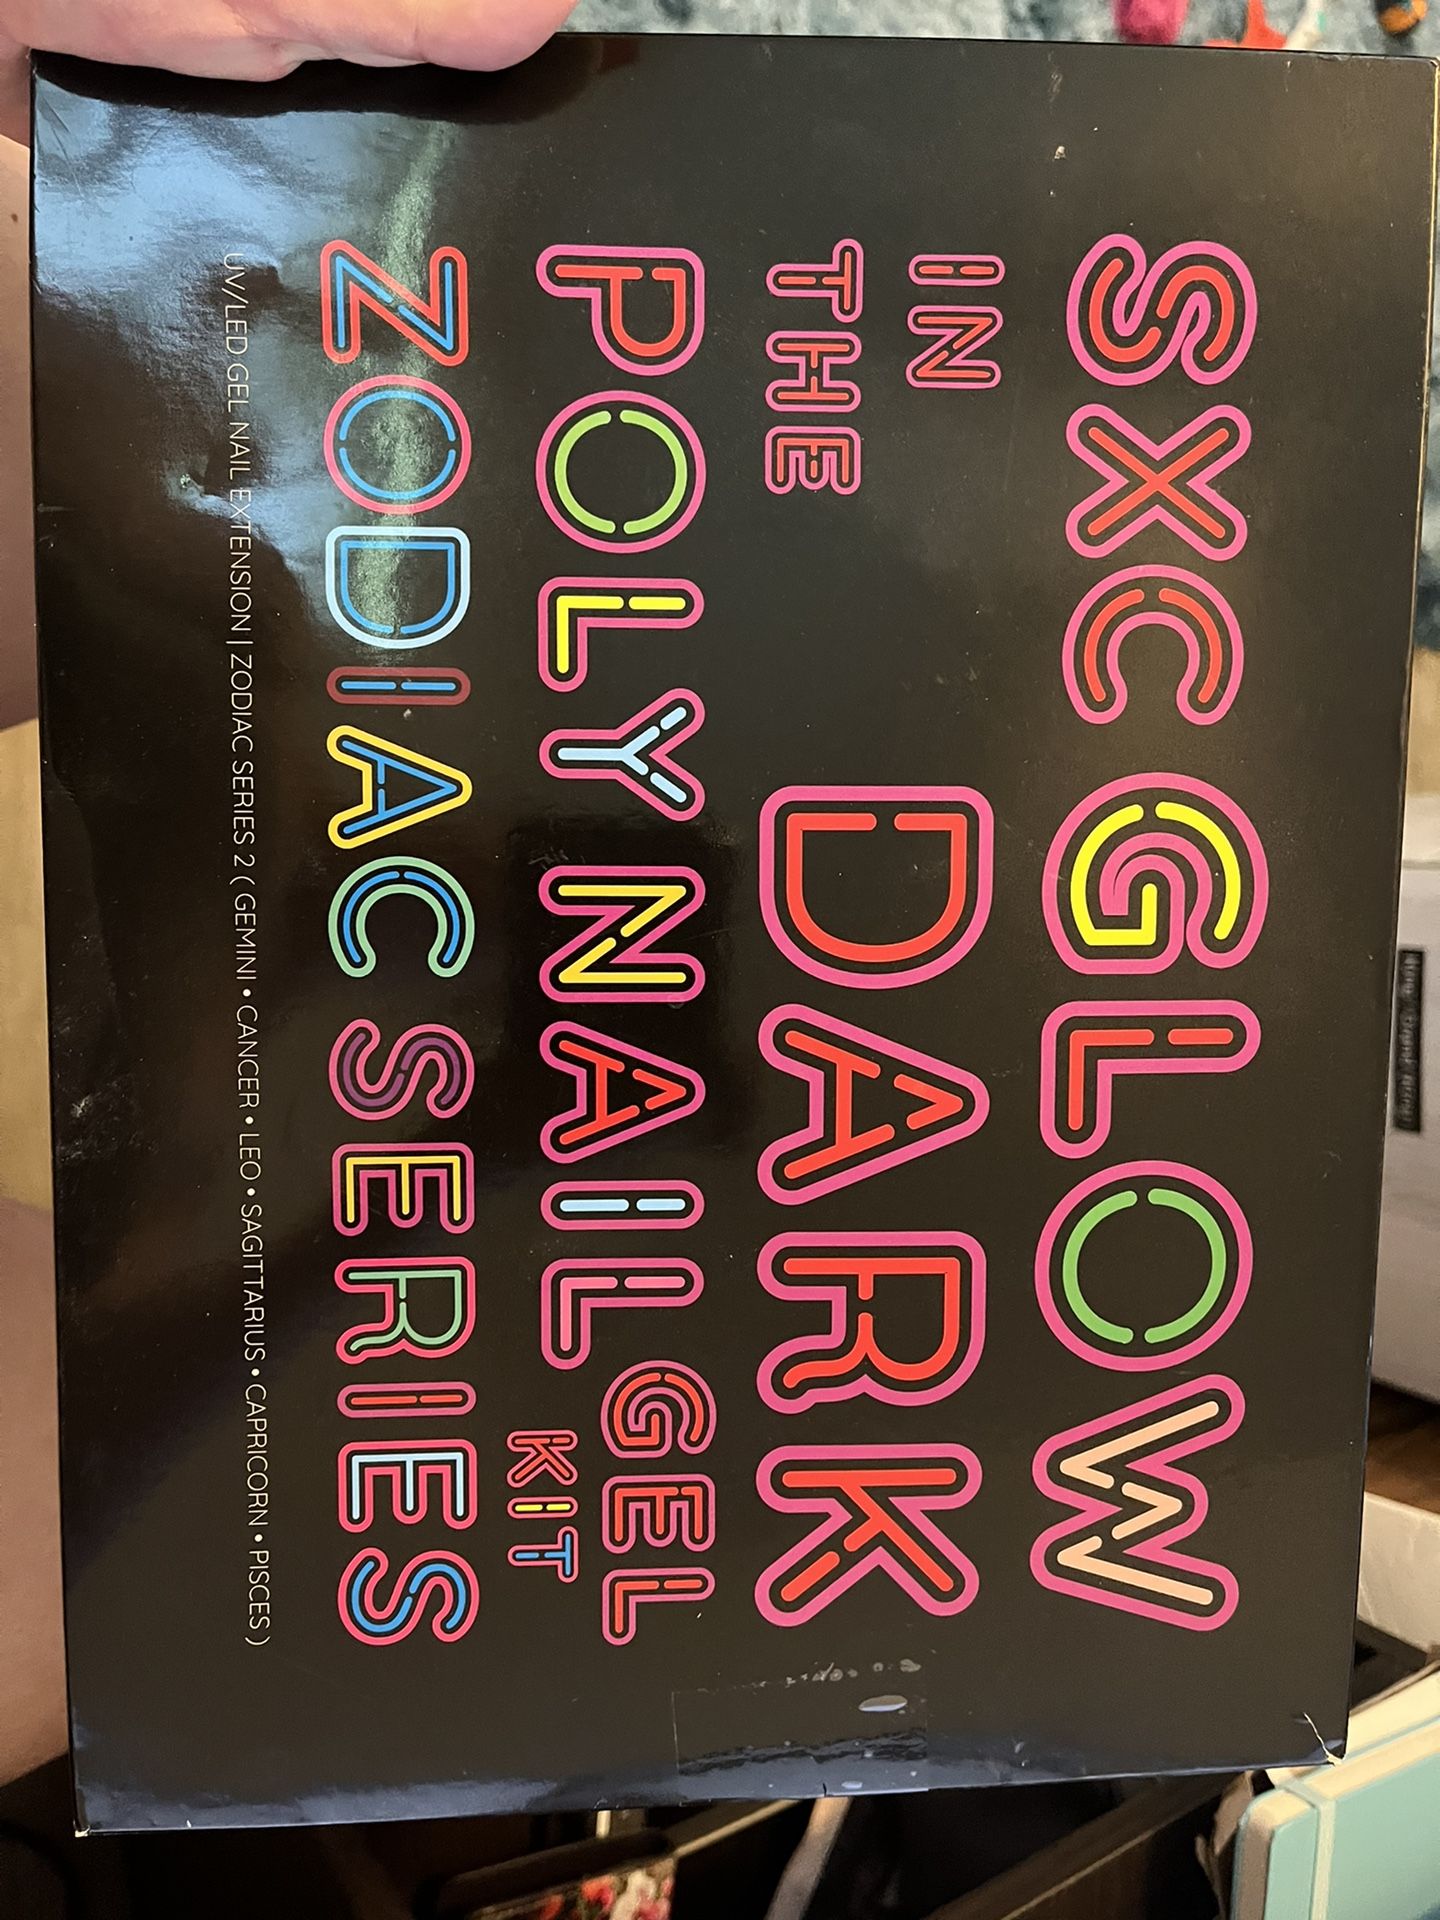 SXC GLOW
IN
THE
DARK
POLY NAIL GEL
KIT
ZODIAC SERIES
UV/LED GEL NAIL EXTENSION | ZODIAC SERIES 2 ( GEMINI • CANCER • LEO • SAGITTARIUS • CAPRICORN • PISCES )